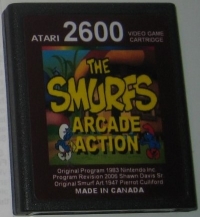 ATARI 2600 VIDEO GAME
CARTRIDGE
THE
SMURFS
ARCADE
ACTION
Original Program 1983 Nintendo Inc
Program Revision 2006 Shawn Davis Sr
Original Smurf Art 1947 Pierrot Culliford
MADE IN CANADA